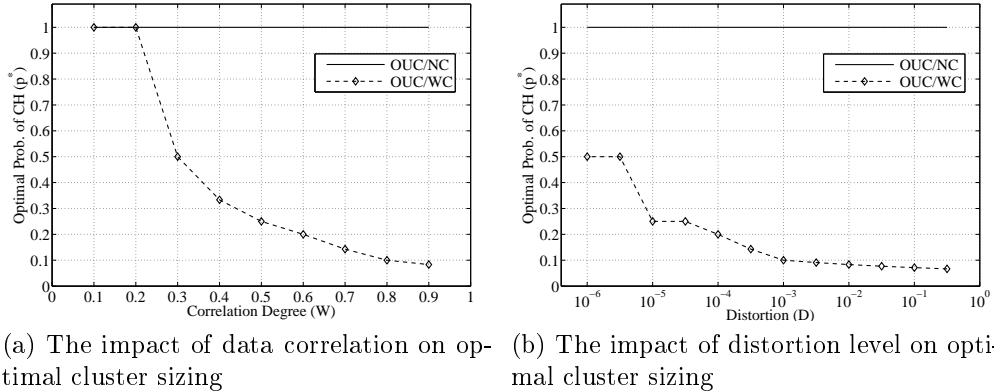 1
0.9
0.8
0.7
0.6
0.5
0.4
0.3
0.2
0.1
0
Optimal Prob. of CH (p*)
OUC/NC
OUC/WC
0 0.1 0.2 0.3 0.4 0.5 0.6 0.7 0.8 0.9 1
Correlation Degree (W)
(a) The impact of data correlation on op-
timal cluster sizing
1
0.9
0.8
0.7
0.6
0.5
0.4
0.3
0.2
0.1
0
Optimal Prob. of CH (p*)
OUC/NC
OUC/WC
10⁻⁶ 10⁻⁵ 10⁻⁴ 10⁻³ 10⁻² 10⁻¹ 10⁰
Distortion (D)
(b) The impact of distortion level on opti-
mal cluster sizing